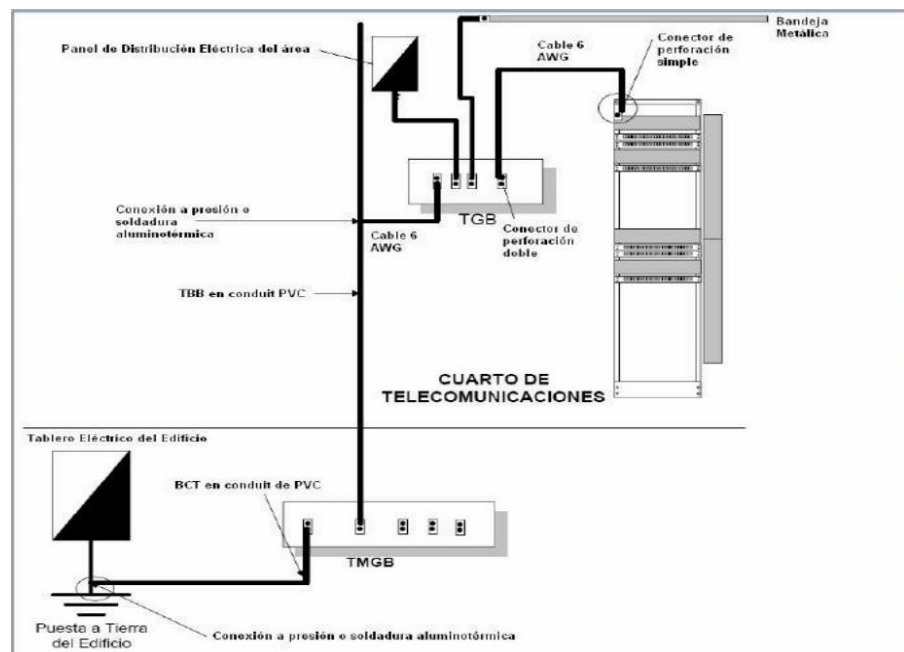 Panel de Distribución Eléctrica del área
Cable 6
AWG
Conector de
perforación
simple
Bandeja
Metálica
Conexión a presión o
soldadura
aluminotérmica
Cable 6
AWG
TGB
Conector de
perforación
doble
TBB en conduit PVC
CUARTO DE
TELECOMUNICACIONES
Tablero Eléctrico del Edificio
BCT en conduit de PVC
TMGB
Puesta a Tierra
del Edificio
Conexión a presión o soldadura aluminotérmica